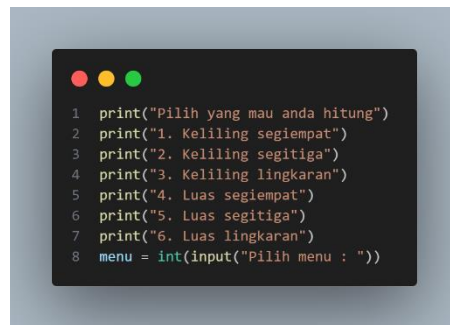 1 print("Pilih yang mau anda hitung")
2 print("1. Keliling segiempat")
3 print("2. Keliling segitiga")
4 print("3. Keliling lingkaran")
5 print("4. Luas segiempat")
6 print("5. Luas segitiga")
7 print("6. Luas lingkaran")
8 menu = int(input("Pilih menu : "))